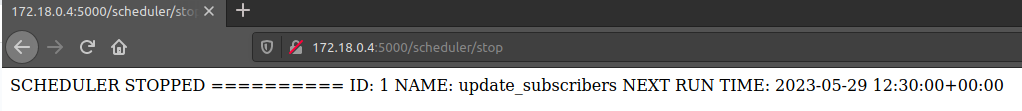 172.18.0.4:5000/scheduler/sto
172.18.0.4:5000/scheduler/stop
SCHEDULER STOPPED ========== ID: 1 NAME: update_subscribers NEXT RUN TIME: 2023-05-29 12:30:00+00:00